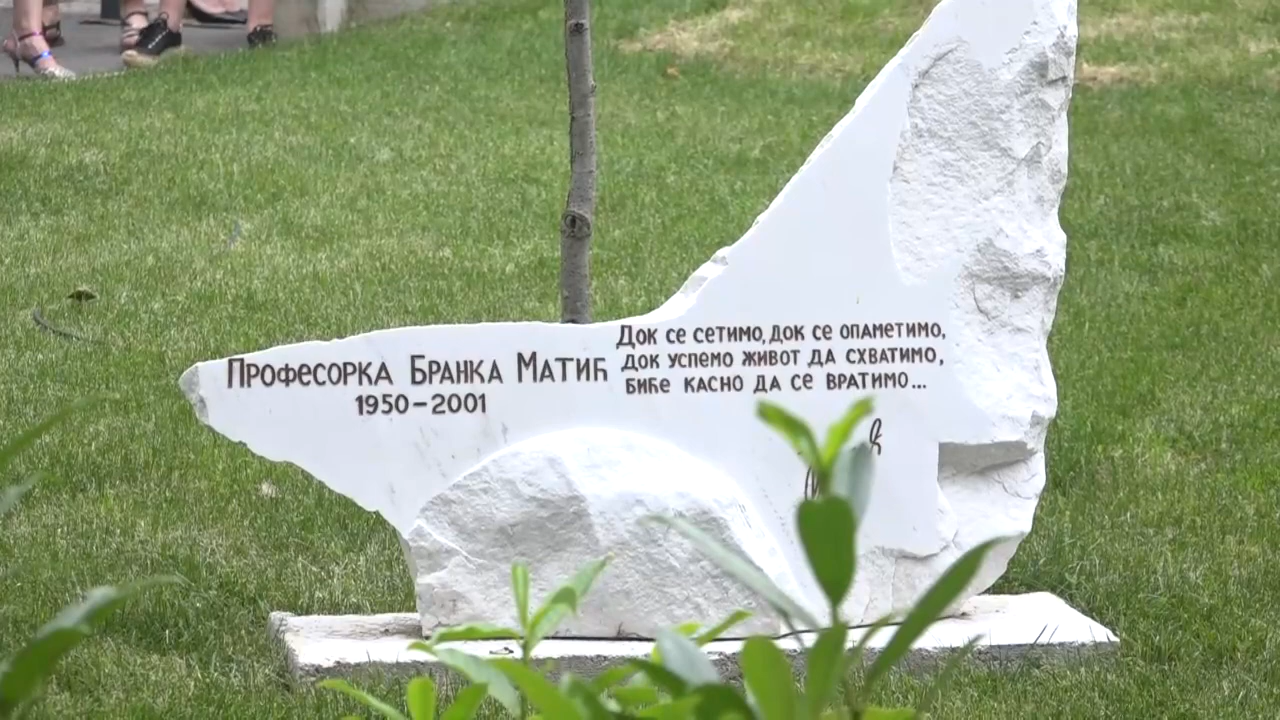 Професорка Бранка Матић
1950-2001
Док се сетимо, док се опаметимо,
док успемо живот да схватимо,
биће касно да се вратимо...